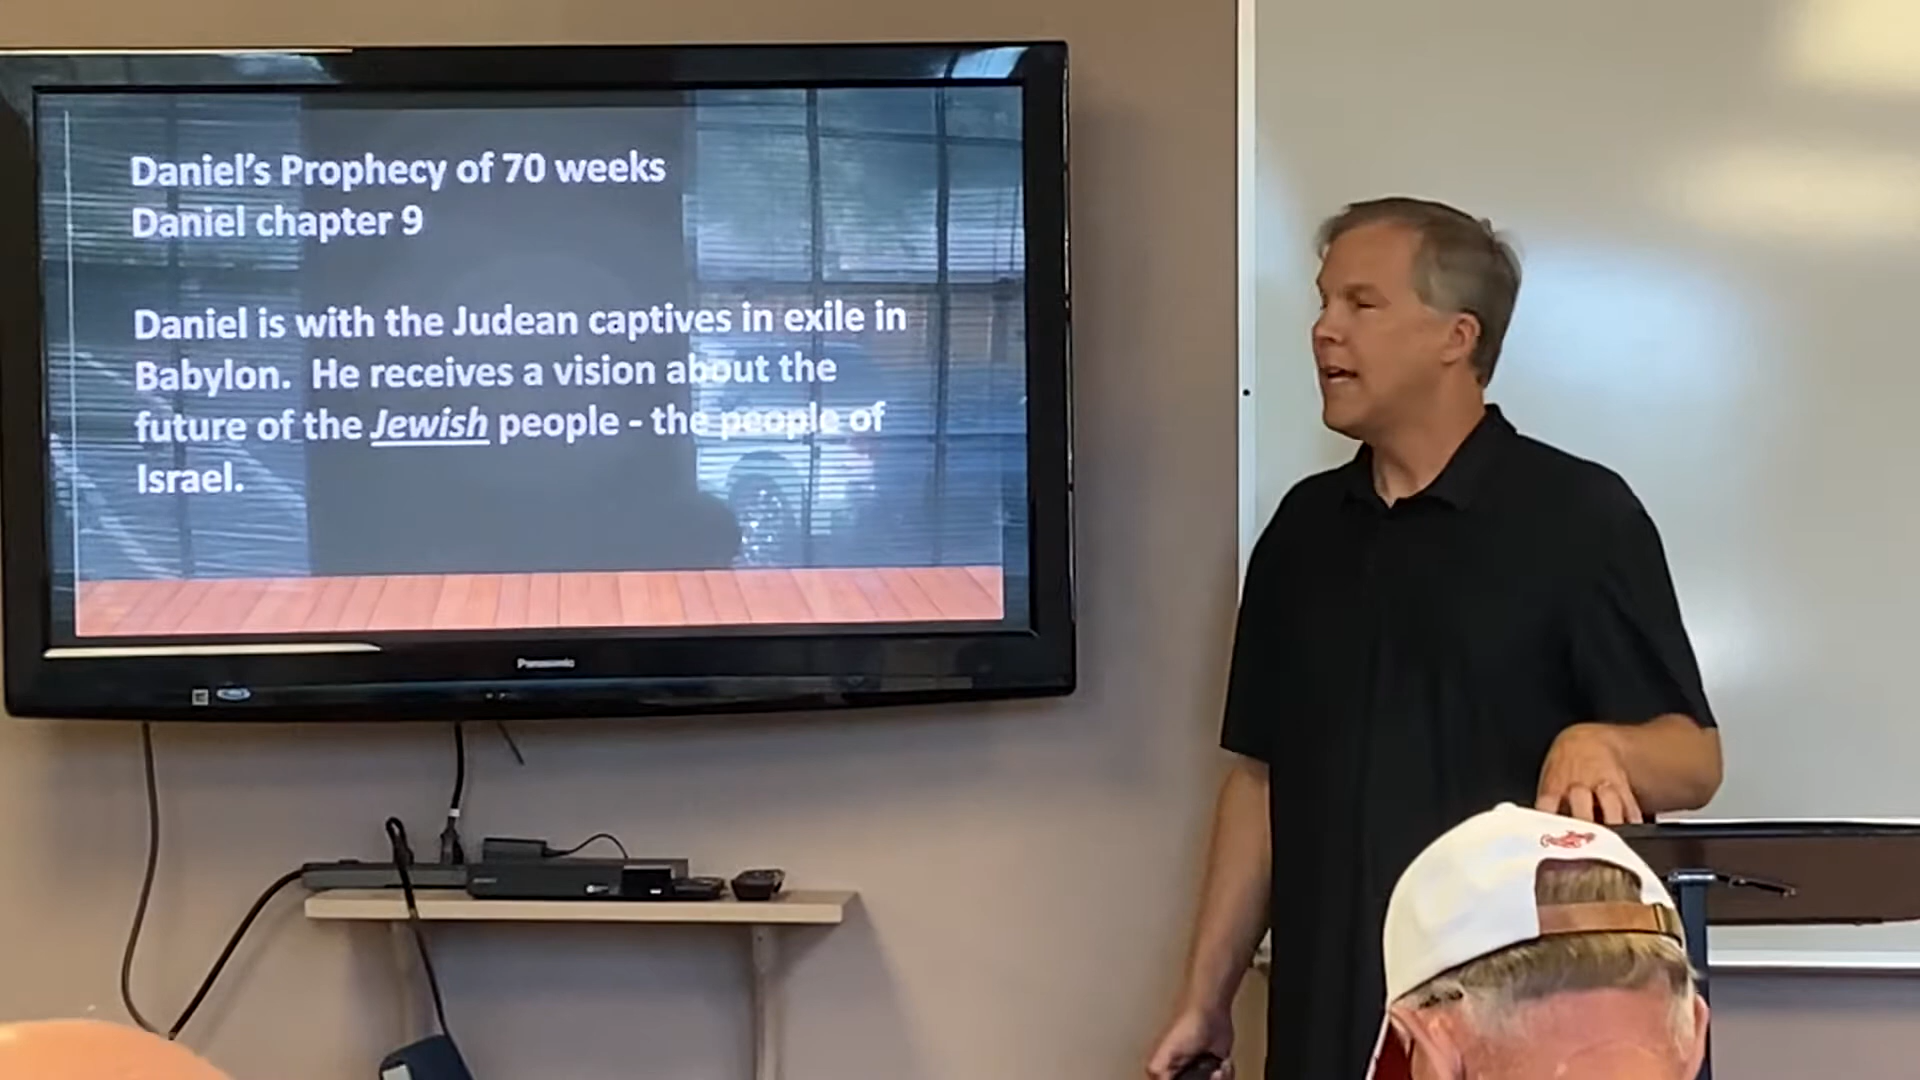 Daniel's Prophecy of 70 weeks
Daniel chapter 9
Daniel is with the Judean captives in exile in
Babylon. He receives a vision about the
future of the Jewish people - the people of
Israel.
Panasonic